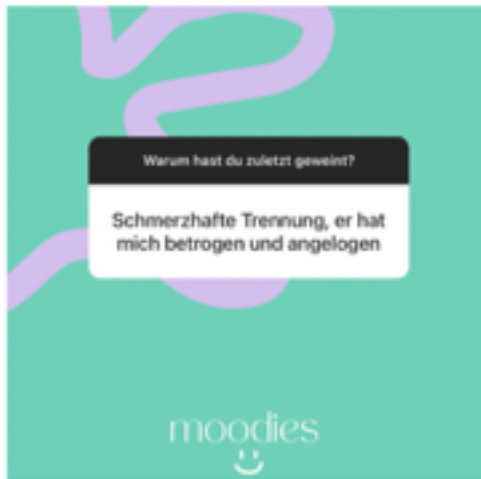 Warum hast du zuletzt geweint?
Schmerzhafte Trennung, er hat
mich betrogen und angelogen
moodies